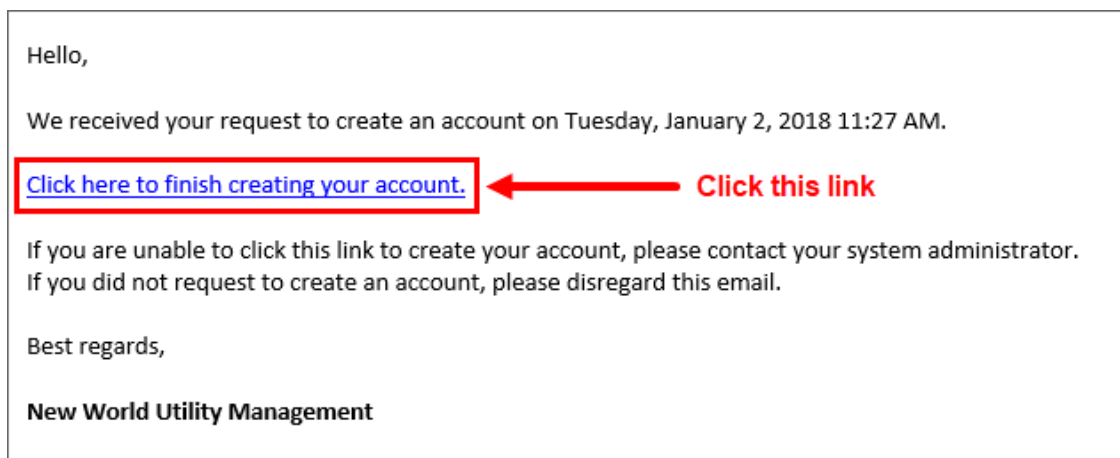 Hello,
We received your request to create an account on Tuesday, January 2, 2018 11:27 AM.
Click here to finish creating your account. Click this link
If you are unable to click this link to create your account, please contact your system administrator.
If you did not request to create an account, please disregard this email.
Best regards,
New World Utility Management